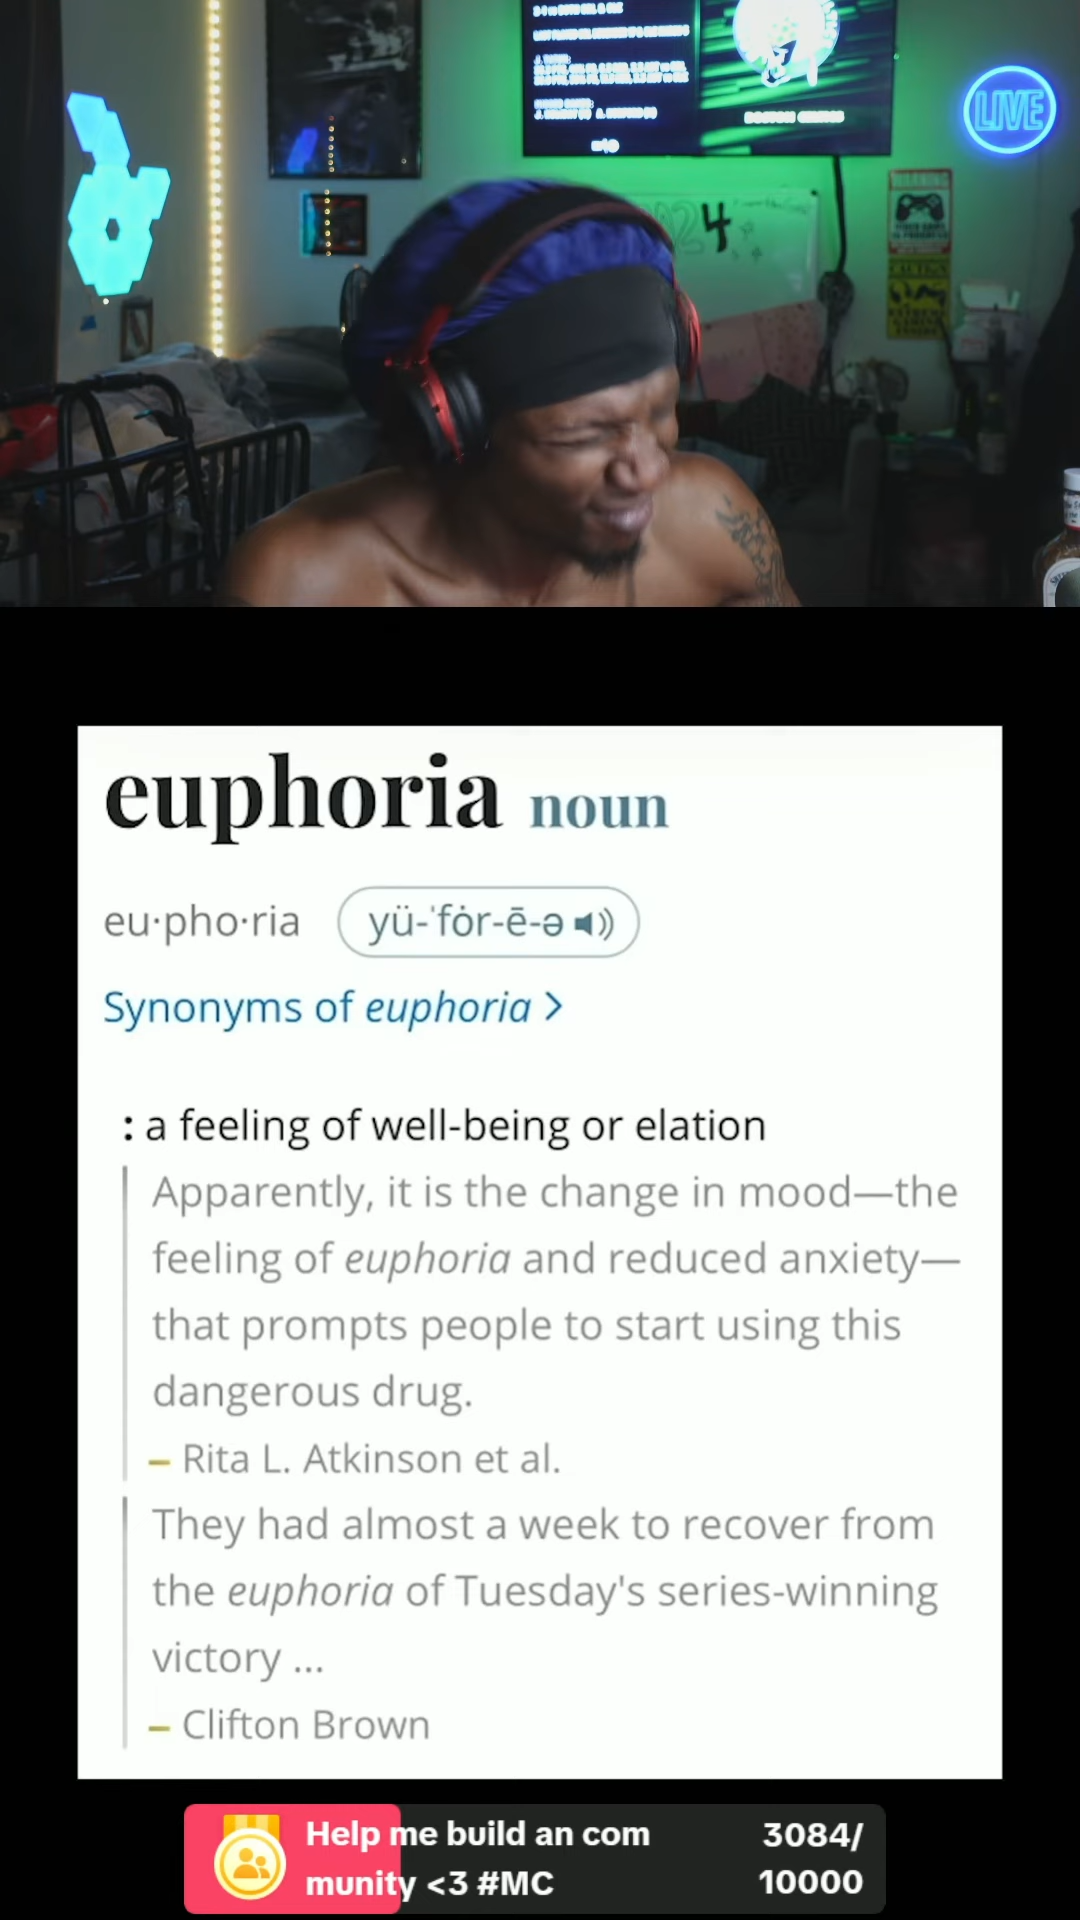 LIVE
24
euphoria noun
eu·pho·ria yü-ˈfȯr-ē-ə
Synonyms of euphoria >
: a feeling of well-being or elation
Apparently, it is the change in mood—the
feeling of euphoria and reduced anxiety—
that prompts people to start using this
dangerous drug.
– Rita L. Atkinson et al.
They had almost a week to recover from
the euphoria of Tuesday's series-winning
victory ...
– Clifton Brown
Help me build an com
munity <3 #MC
3084/
10000